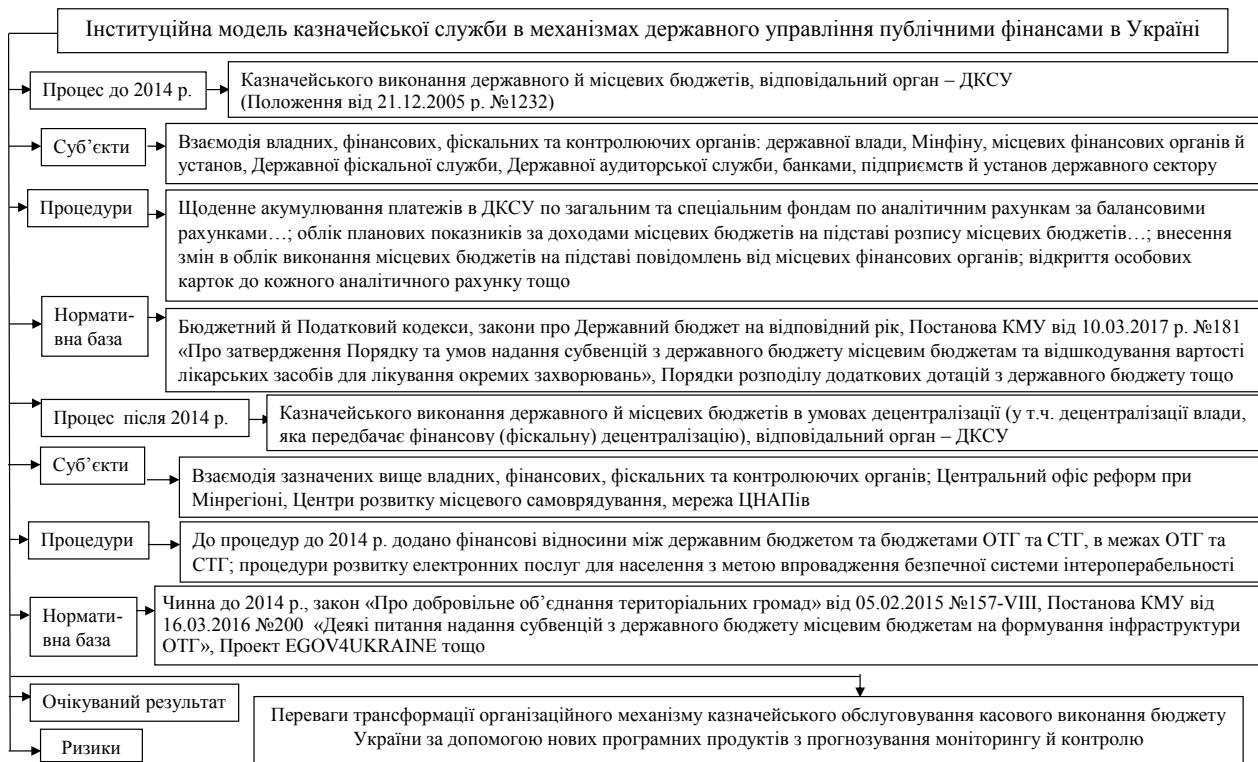 Інституційна модель казначейської служби в механізмах державного управління публічними фінансами в Україні
Процес до 2014 р.
Казначейського виконання державного й місцевих бюджетів, відповідальний орган – ДКСУ
(Положення від 21.12.2005 р. №1232)
Суб’єкти
Взаємодія владних, фінансових, фіскальних та контролюючих органів: державної влади, Мінфіну, місцевих фінансових органів й
установ, Державної фіскальної служби, Державної аудиторської служби, банками, підприємств й установ державного сектору
Процедури
Щоденне акумулювання платежів в ДКСУ по загальним та спеціальним фондам по аналітичним рахункам за балансовими
рахунками…; облік планових показників за доходами місцевих бюджетів на підставі розпису місцевих бюджетів…; внесення
змін в облік виконання місцевих бюджетів на підставі повідомлень від місцевих фінансових органів; відкриття особових
карток до кожного аналітичного рахунку тощо
Нормати-
вна база
Бюджетний й Податковий кодекси, закони про Державний бюджет на відповідний рік, Постанова КМУ від 10.03.2017 р. №181
«Про затвердження Порядку та умов надання субвенцій з державного бюджету місцевим бюджетам та відшкодування вартості
лікарських засобів для лікування окремих захворювань», Порядки розподілу додаткових дотацій з державного бюджету тощо
Процес після 2014 р.
Казначейського виконання державного й місцевих бюджетів в умовах децентралізації (у т.ч. децентралізації влади,
яка передбачає фінансову (фіскальну) децентралізацію), відповідальний орган – ДКСУ
Суб’єкти
Взаємодія зазначених вище владних, фінансових, фіскальних та контролюючих органів; Центральний офіс реформ при
Мінрегіоні, Центри розвитку місцевого самоврядування, мережа ЦНАПів
Процедури
До процедур до 2014 р. додано фінансові відносини між державним бюджетом та бюджетами ОТГ та СТГ, в межах ОТГ та
СТГ; процедури розвитку електронних послуг для населення з метою впровадження безпечної системи інтероперабельності
Нормати-
вна база
Чинна до 2014 р., закон «Про добровільне об’єднання територіальних громад» від 05.02.2015 №157-VIII, Постанова КМУ від
16.03.2016 №200 «Деякі питання надання субвенцій з державного бюджету місцевим бюджетам на формування інфраструктури
ОТГ», Проект EGOV4UKRAINE тощо
Очікуваний результат
Ризики
Переваги трансформації організаційного механізму казначейського обслуговування касового виконання бюджету
України за допомогою нових програмних продуктів з прогнозування моніторингу й контролю